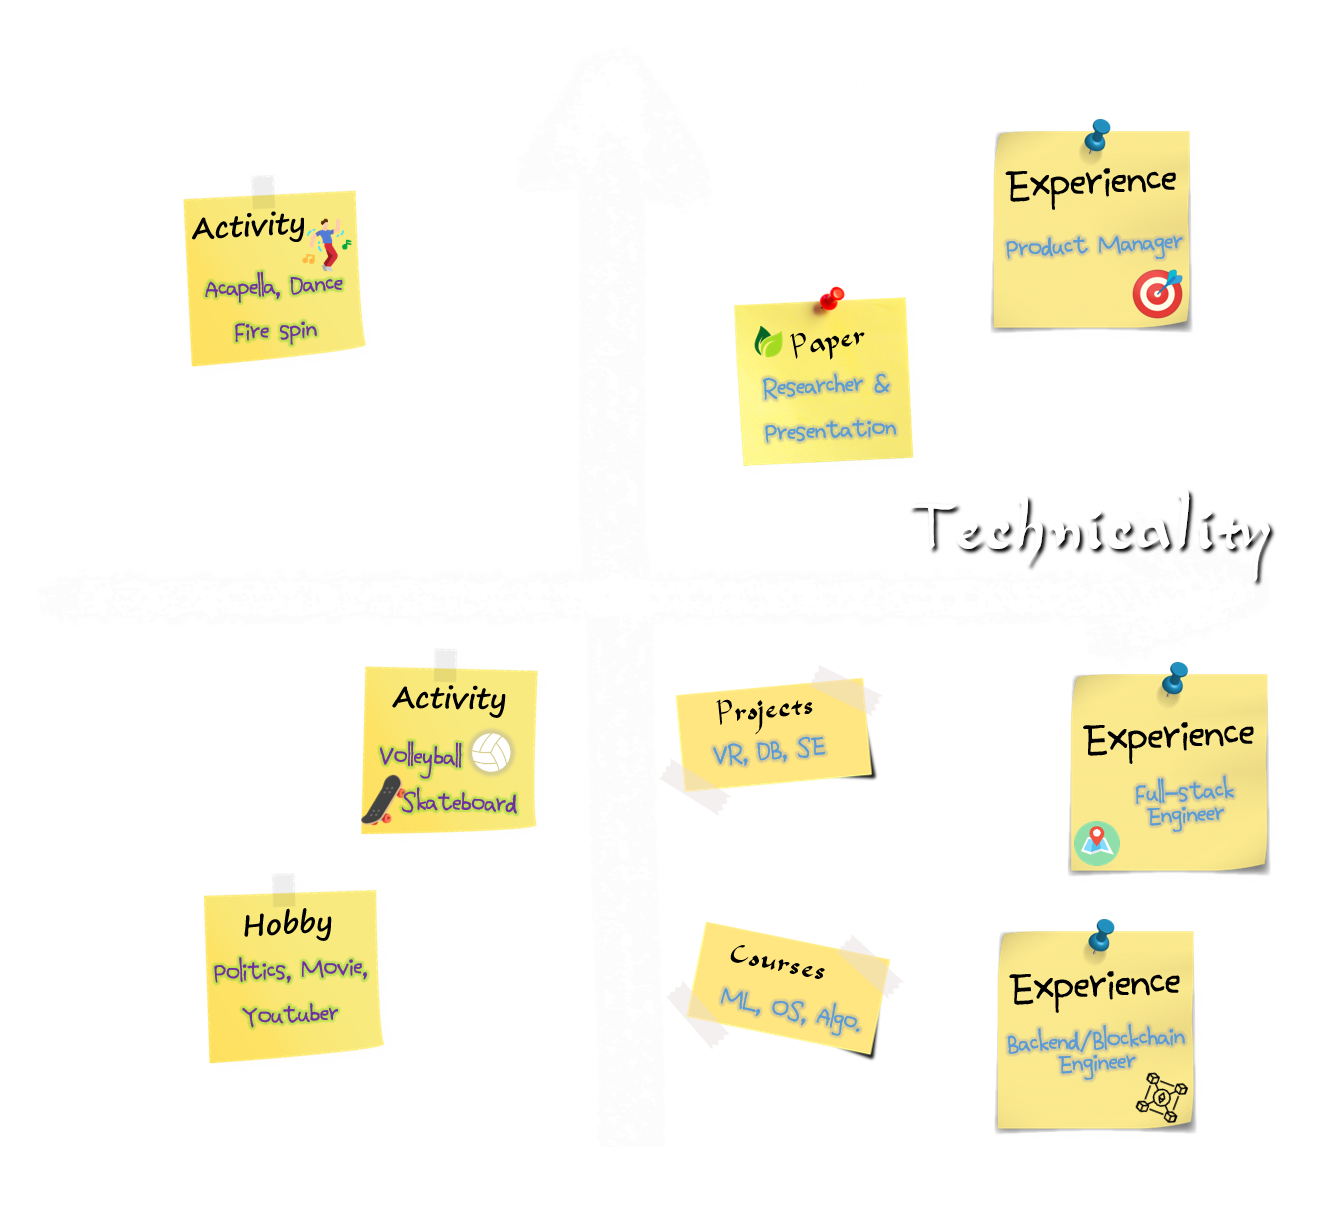 Activity
Acapella, Dance
Fire spin
Experience
Product Manager
Paper
Researcher &
Presentation
Technicality
Activity
Volleyball
Skateboard
Projects
VR, DB, SE
Experience
Full-stack
Engineer
Hobby
Politics, Movie,
Youtuber
Courses
ML, OS, Algo.
Experience
Backend/Blockchain
Engineer